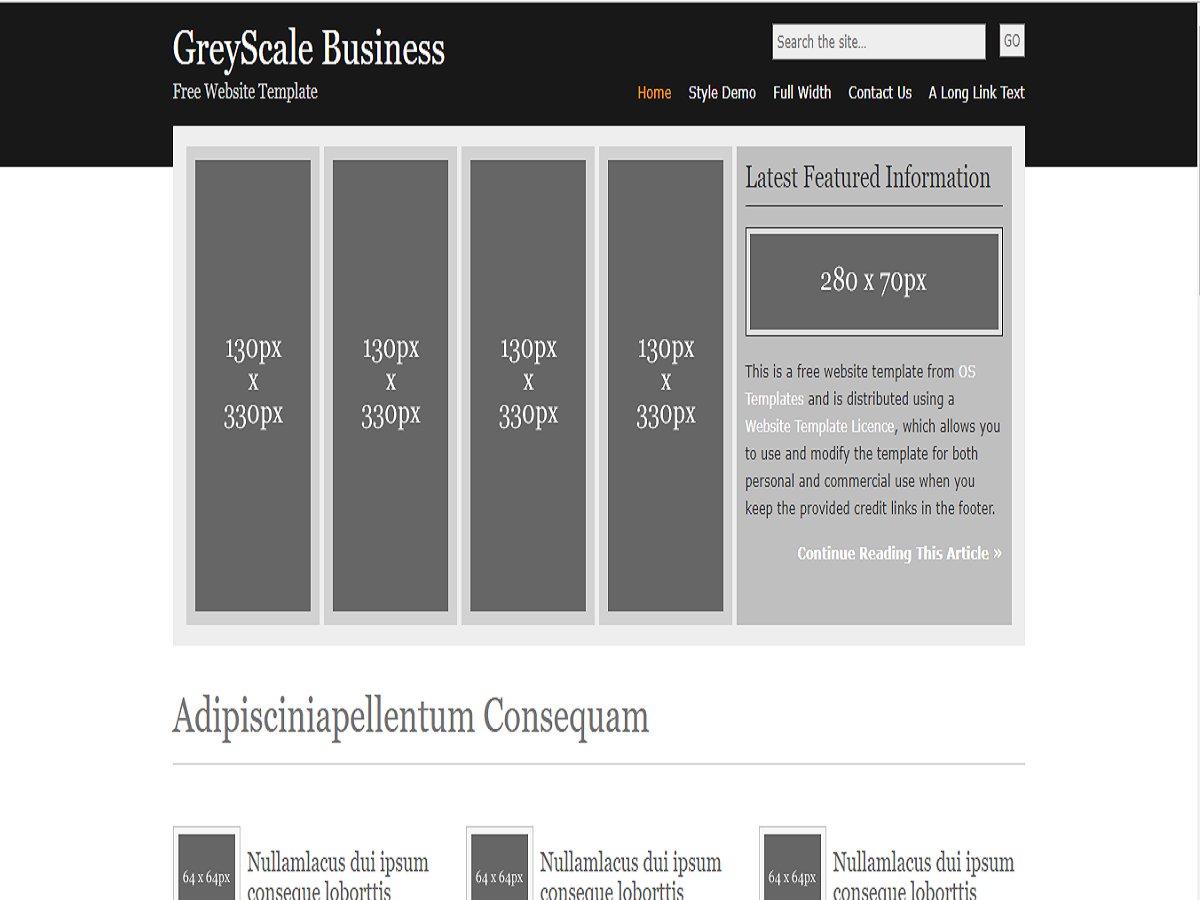 GreyScale Business
Free Website Template
Search the site...
GO
Home Style Demo Full Width Contact Us A Long Link Text
130px
x
330px
130px
x
330px
130px
x
330px
130px
x
330px
Latest Featured Information
280 x 70px
This is a free website template from OS
Templates and is distributed using a
Website Template Licence, which allows you
to use and modify the template for both
personal and commercial use when you
keep the provided credit links in the footer.
Continue Reading This Article »
Adipisciniapellentum Consequam
64 x 64px
Nullamlacus dui ipsum
conseque loborttis
64 x 64px
Nullamlacus dui ipsum
conseque loborttis
64 x 64px
Nullamlacus dui ipsum
conseque loborttis